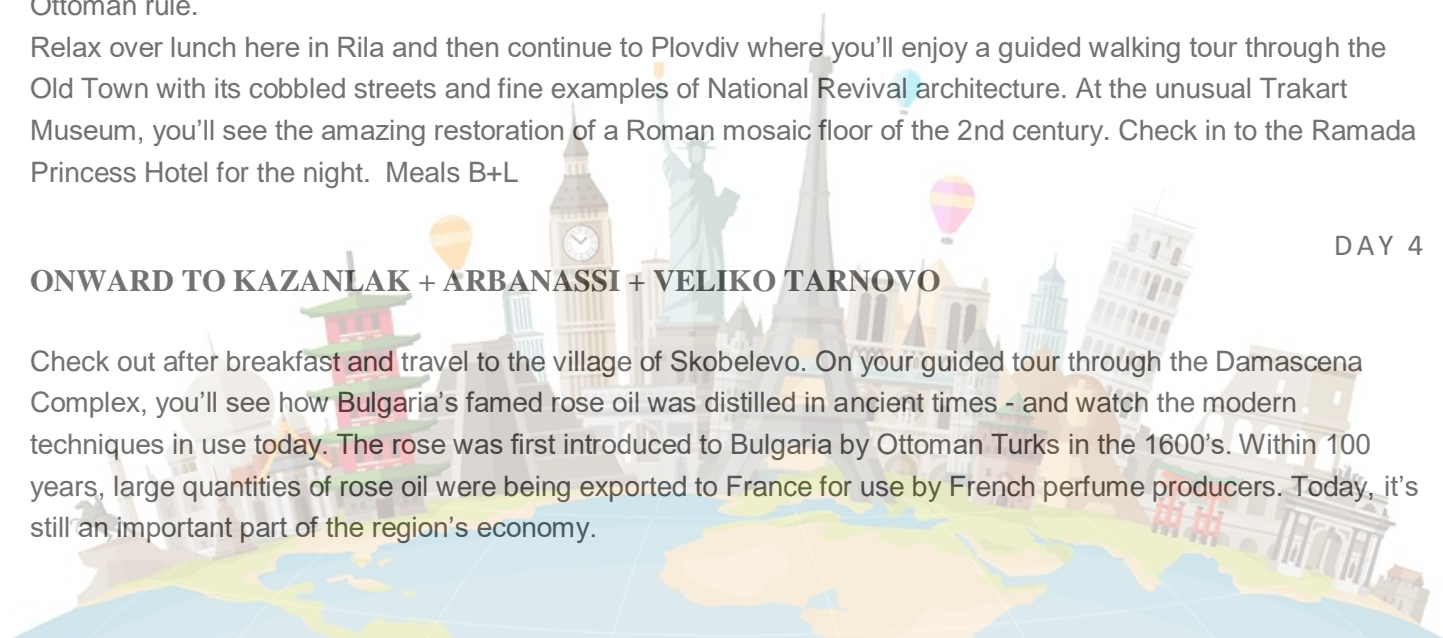 Ottoman rule.
Relax over lunch here in Rila and then continue to Plovdiv where you’ll enjoy a guided walking tour through the
Old Town with its cobbled streets and fine examples of National Revival architecture. At the unusual Trakart
Museum, you’ll see the amazing restoration of a Roman mosaic floor of the 2nd century. Check in to the Ramada
Princess Hotel for the night.  Meals B+L
DAY 4
ONWARD TO KAZANLAK + ARBANASSI + VELIKO TARNOVO
Check out after breakfast and travel to the village of Skobelevo. On your guided tour through the Damascena
Complex, you’ll see how Bulgaria’s famed rose oil was distilled in ancient times - and watch the modern
techniques in use today. The rose was first introduced to Bulgaria by Ottoman Turks in the 1600’s. Within 100
years, large quantities of rose oil were being exported to France for use by French perfume producers. Today, it’s
still an important part of the region’s economy.